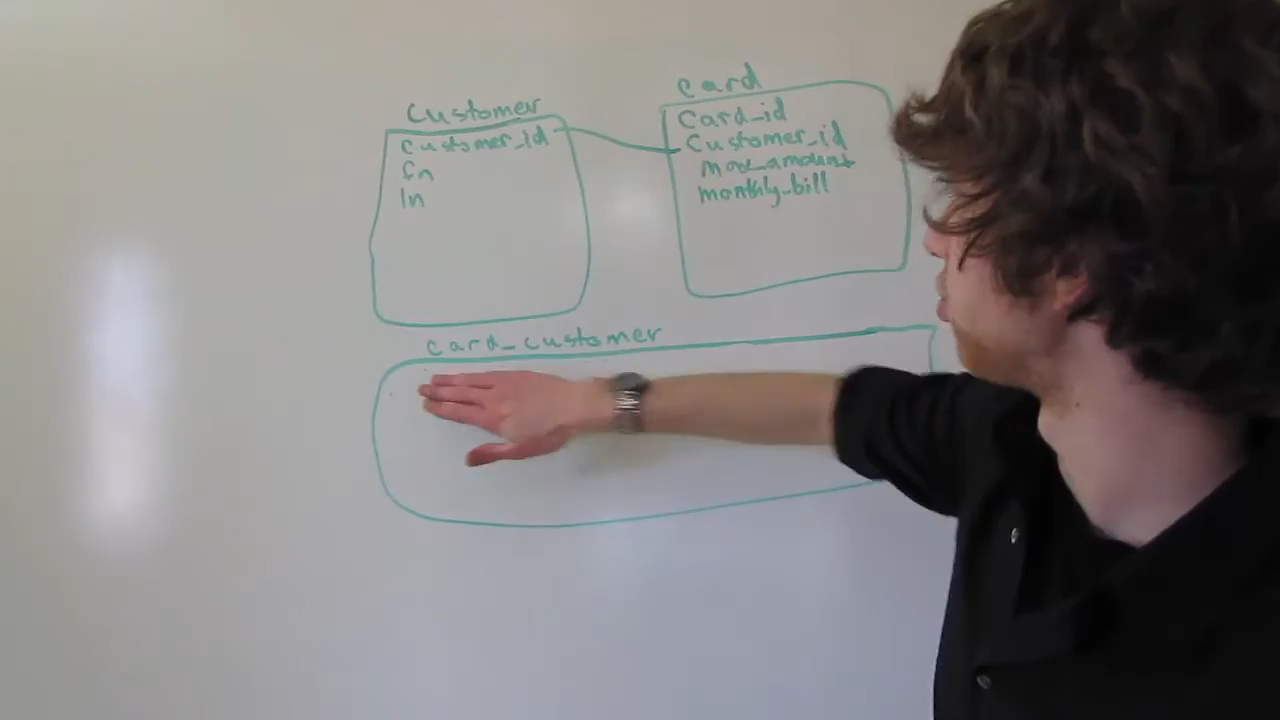 Customer
customer_id
fn
ln
card
Card_id
Customer_id
max_amount
monthly_bill
card_customer